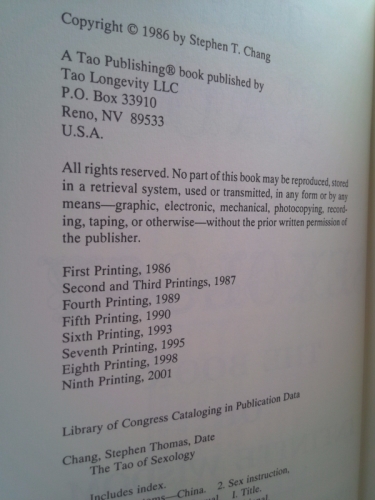 Copyright © 1986 by Stephen T. Chang
A Tao Publishing® book published by
Tao Longevity LLC
P.O. Box 33910
Reno, NV 89533
U.S.A.
All rights reserved. No part of this book may be reproduced, stored
in a retrieval system, used or transmitted, in any form or by any
means—graphic, electronic, mechanical, photocopying, record-
ing, taping, or otherwise—without the prior written permission of
the publisher.
First Printing, 1986
Second and Third Printings, 1987
Fourth Printing, 1989
Fifth Printing, 1990
Sixth Printing, 1993
Seventh Printing, 1995
Eighth Printing, 1998
Ninth Printing, 2001
Library of Congress Cataloging in Publication Data
Chang, Stephen Thomas, Date
The Tao of Sexology
Includes index.
—China. 2. Sex instruction,
I. Title.